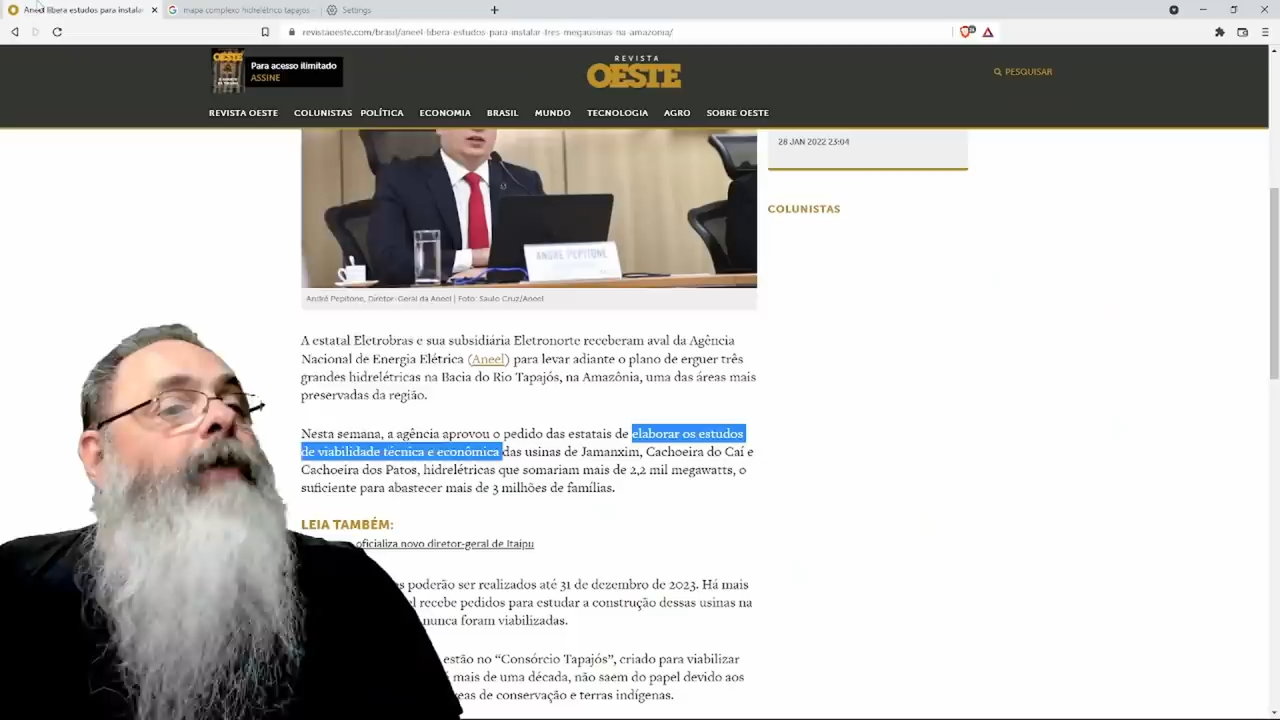 Aneel libera estudos para instalar
mapa complexo hidrelétrico tapajos
Settings
revistaoeste.com/brasil/aneel-libera-estudos-para-instalar-tres-megausinas-na-amazonia/
Para acesso ilimitado
ASSINE
REVISTA
OESTE
PESQUISAR
REVISTA OESTE COLUNISTAS POLÍTICA ECONOMIA BRASIL MUNDO TECNOLOGIA AGRO SOBRE OESTE
28 JAN 2022 23:04
COLUNISTAS
ANDRÉ PEPITONE
André Pepitone, Diretor-Geral da Aneel | Foto: Saulo Cruz/Aneel
A estatal Eletrobras e sua subsidiária Eletronorte receberam aval da Agência
Nacional de Energia Elétrica (Aneel) para levar adiante o plano de erguer três
grandes hidrelétricas na Bacia do Rio Tapajós, na Amazônia, uma das áreas mais
preservadas da região.
Nesta semana, a agência aprovou o pedido das estatais de elaborar os estudos
de viabilidade técnica e econômica das usinas de Jamanxim, Cachoeira do Caí e
Cachoeira dos Patos, hidrelétricas que somariam mais de 2,2 mil megawatts, o
suficiente para abastecer mais de 3 milhões de famílias.
LEIA TAMBÉM:
oficializa novo diretor-geral de Itaipu
poderão ser realizados até 31 de dezembro de 2023. Há mais
recebe pedidos para estudar a construção dessas usinas na
nunca foram viabilizadas.
estão no “Consórcio Tapajós”, criado para viabilizar
mais de uma década, não saem do papel devido aos
de conservação e terras indígenas.